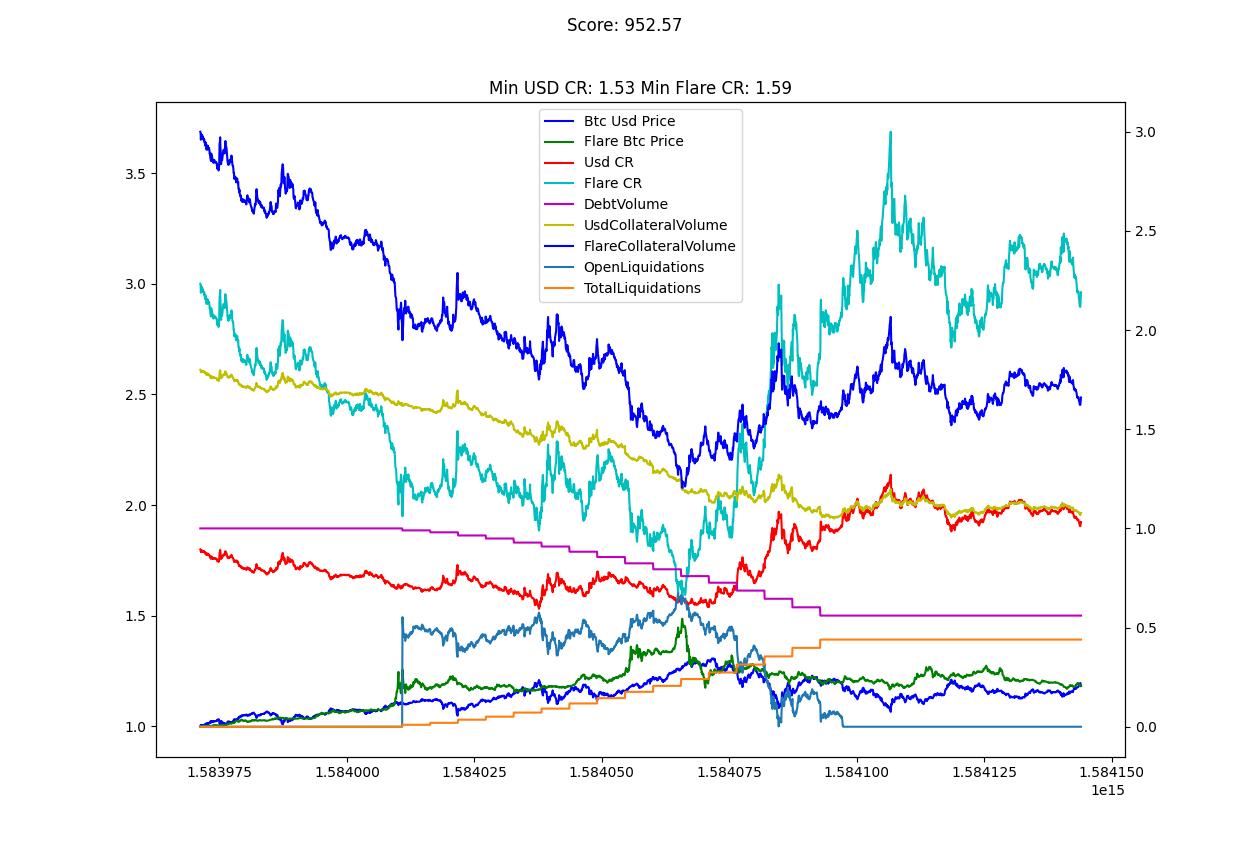 Score: 952.57
Min USD CR: 1.53 Min Flare CR: 1.59
Btc Usd Price
Flare Btc Price
Usd CR
Flare CR
DebtVolume
UsdCollateralVolume
FlareCollateralVolume
OpenLiquidations
TotalLiquidations
3.5
3.0
2.5
2.0
1.5
1.0
3.0
2.5
2.0
1.5
1.0
0.5
0.0
1.583975 1.584000 1.584025 1.584050 1.584075 1.584100 1.584125 1.584150
1e15